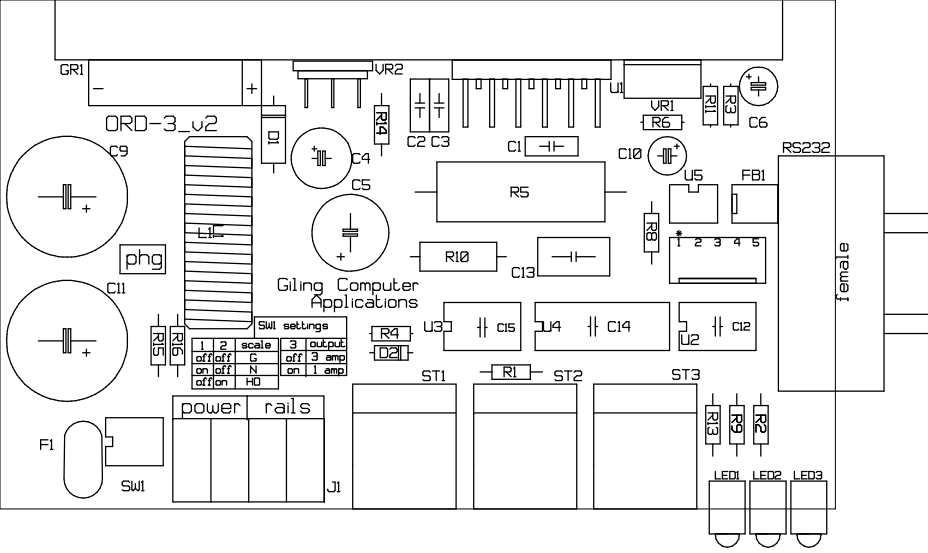 GR1
VR2
U1
VR1
R11
R3
C6
R14
C2 C3
R6
ORD-3_v2
D1
C1
C10
RS232
C9
C4
C5
R5
U5
FB1
L1
R8
* 1 2 3 4 5
phg
R10
C13
female
C11
Giling Computer
Applications
U3
C15
U4
C14
U2
C12
R15
R16
SW1 settings
1 2 scale
off off G
on off N
off on HO
3 output
off 3 amp
on 1 amp
R4
D2
R1
ST1
ST2
ST3
power rails
R13
R9
R2
F1
SW1
J1
LED1
LED2
LED3